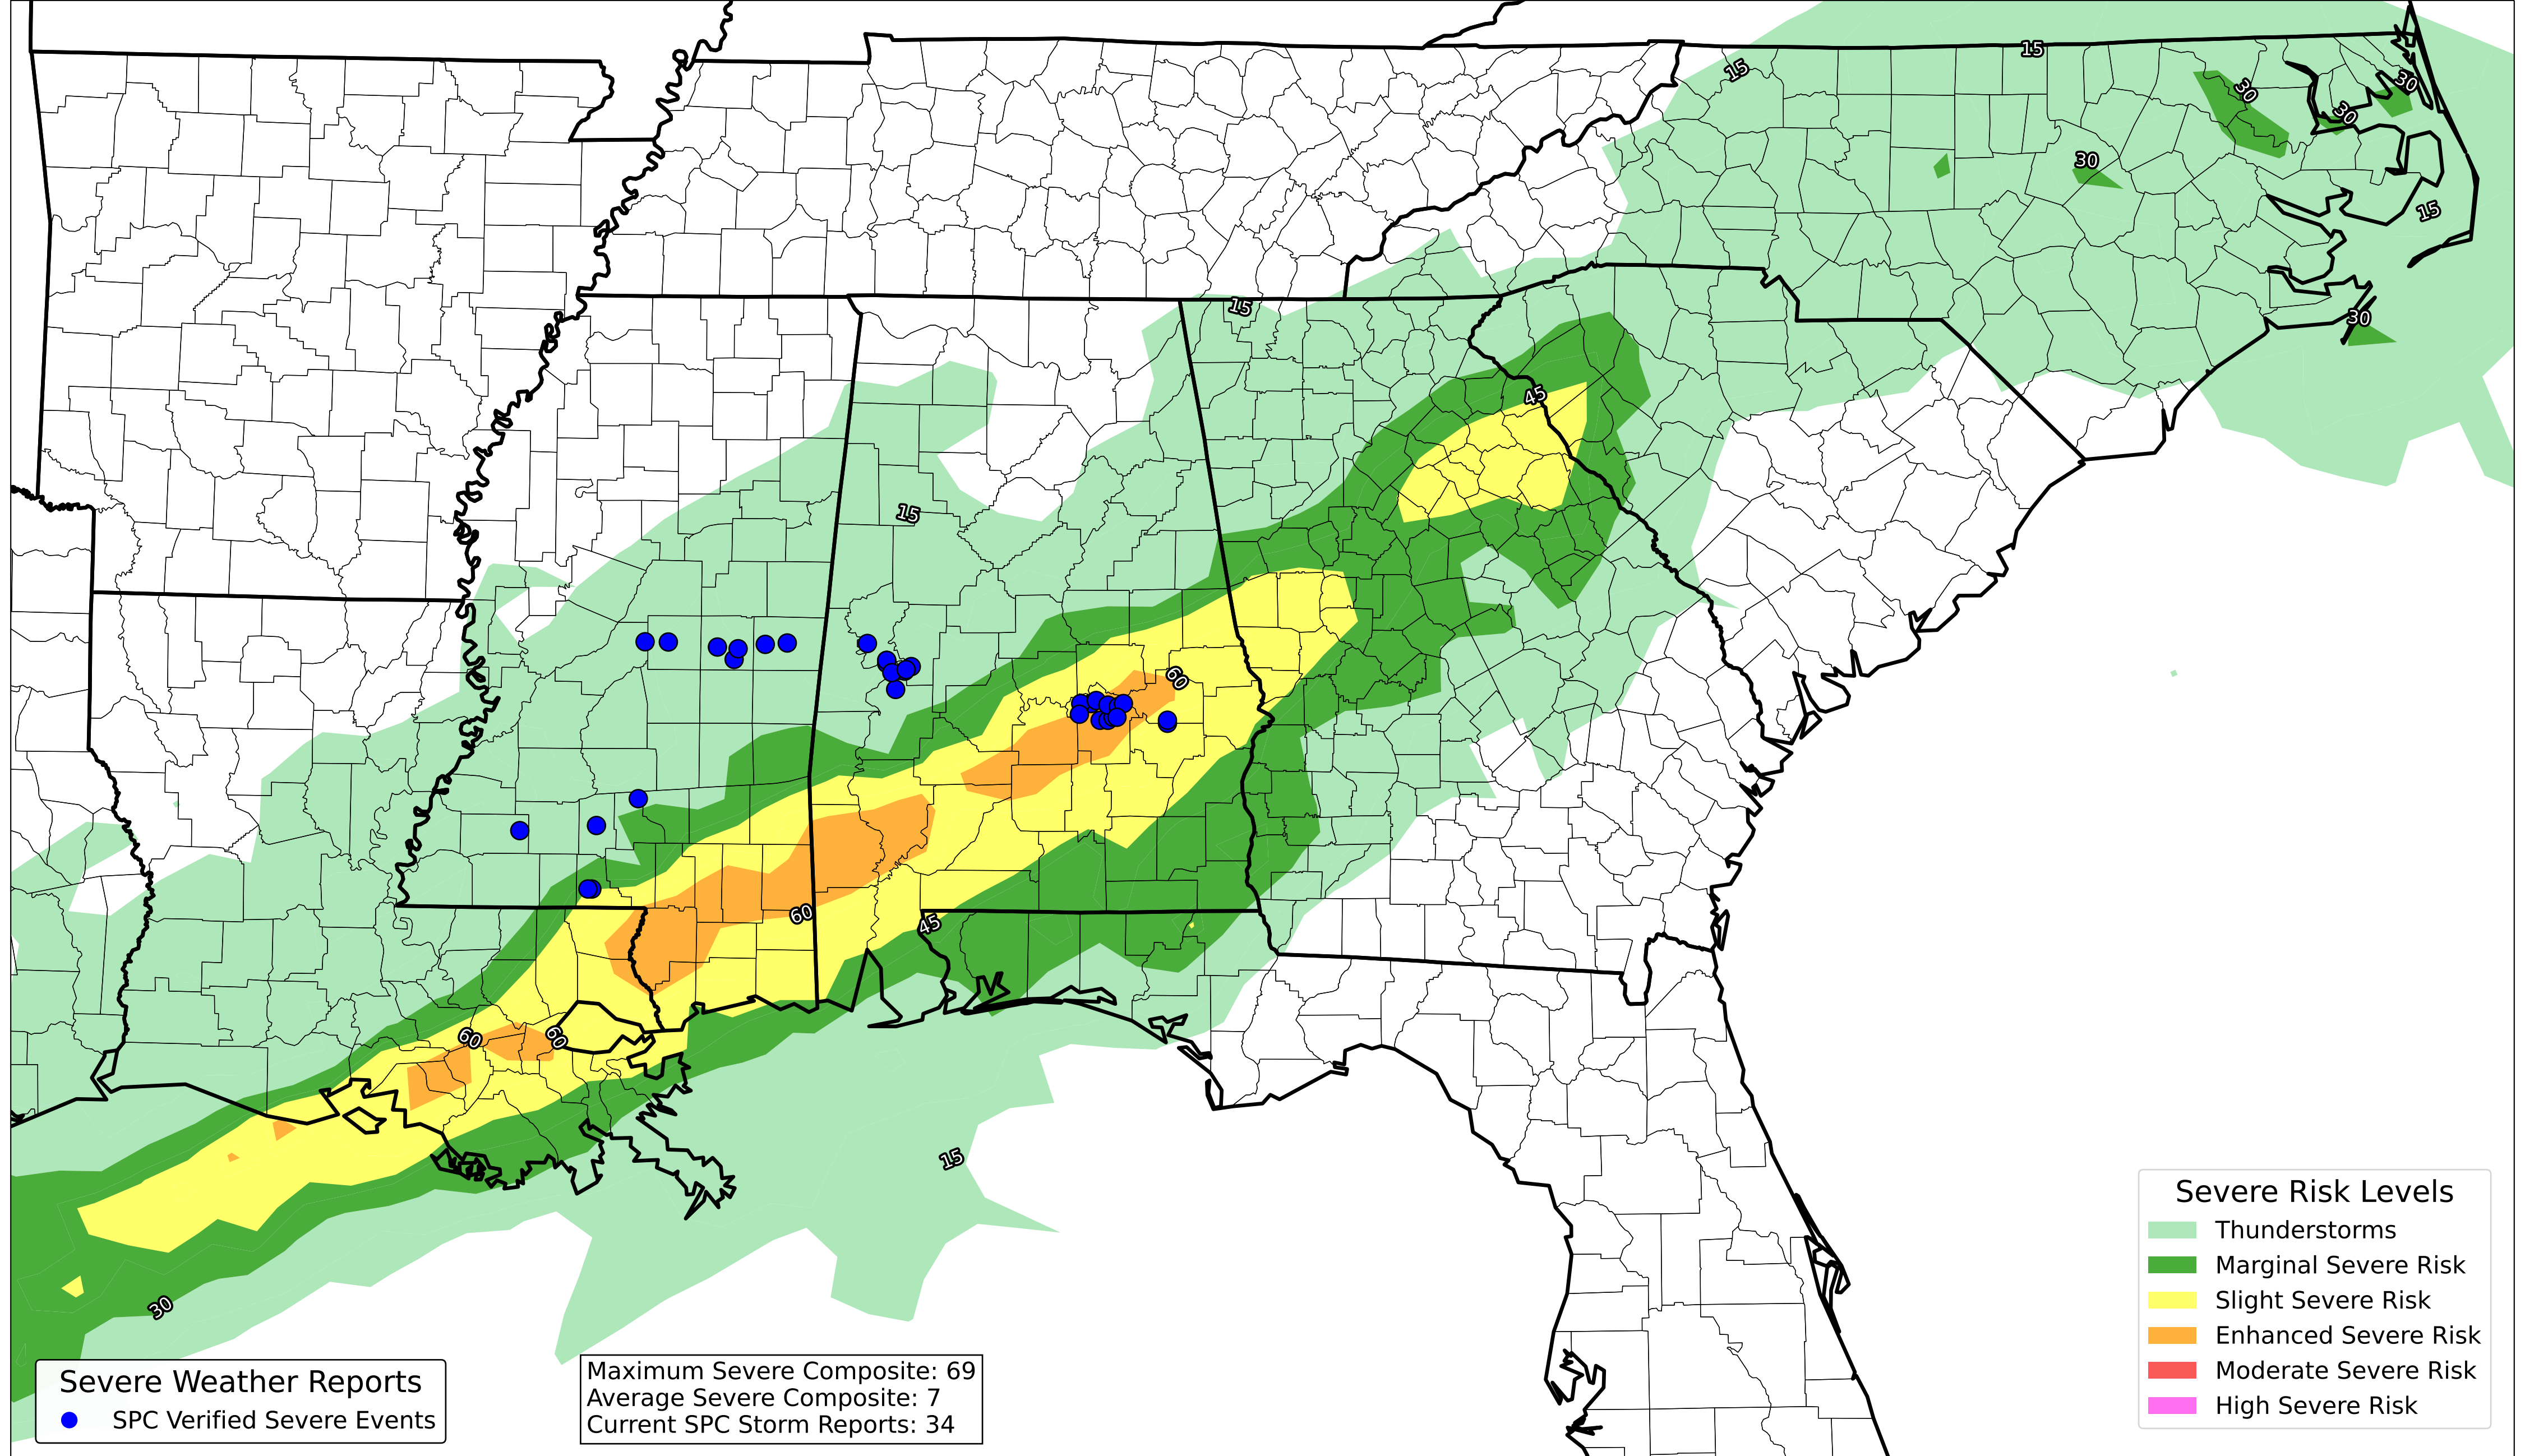 15
15
30
30
30
30
15
30
15
45
15
60
60
45
60
60
15
30
Severe Risk Levels
Thunderstorms
Marginal Severe Risk
Slight Severe Risk
Enhanced Severe Risk
Moderate Severe Risk
High Severe Risk
Severe Weather Reports
SPC Verified Severe Events
Maximum Severe Composite: 69
Average Severe Composite: 7
Current SPC Storm Reports: 34